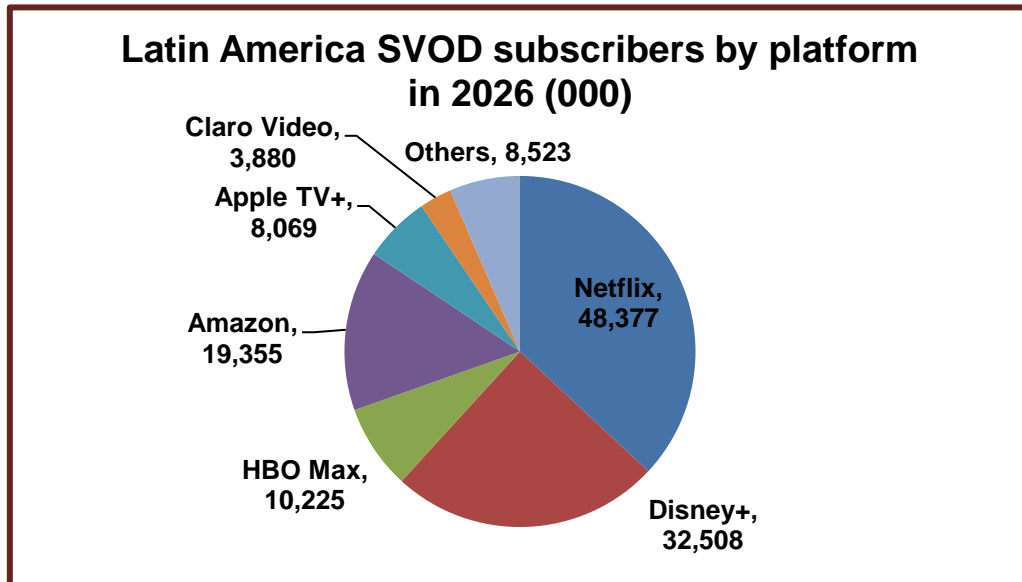 Latin America SVOD subscribers by platform
in 2026 (000)
Claro Video,
3,880
Others, 8,523
Apple TV+,
8,069
Netflix,
48,377
Amazon,
19,355
HBO Max,
10,225
Disney+,
32,508